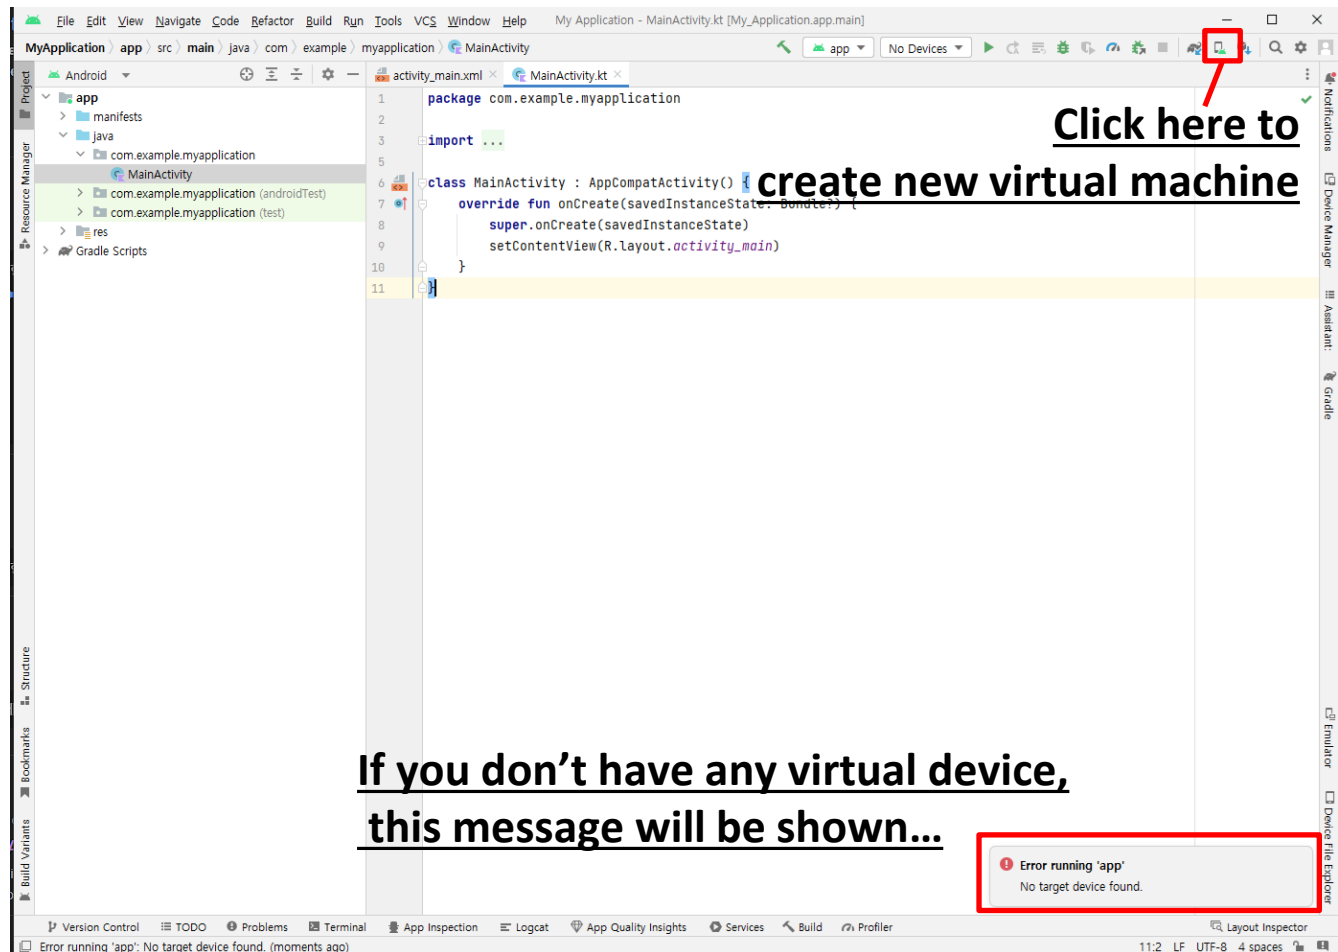 File Edit View Navigate Code Refactor Build Run Tools VCS Window Help My Application - MainActivity.kt [My_Application.app.main]
MyApplication app src main java com example myapplication MainActivity app No Devices
Android activity_main.xml MainActivity.kt
Project
Resource Manager
Structure
Bookmarks
Build Variants
app
manifests
java
com.example.myapplication
MainActivity
com.example.myapplication (androidTest)
com.example.myapplication (test)
res
Gradle Scripts
1 package com.example.myapplication
2
3 import ...
5
6 class MainActivity : AppCompatActivity() {
7 override fun onCreate(savedInstanceState: Bundle?) {
8 super.onCreate(savedInstanceState)
9 setContentView(R.layout.activity_main)
10 }
11 }
Click here to
create new virtual machine
If you don’t have any virtual device,
this message will be shown...
Error running 'app'
No target device found.
Notifications
Device Manager
Assistant:
Gradle
Emulator
Device File Explorer
Version Control TODO Problems Terminal App Inspection Logcat App Quality Insights Services Build Profiler Layout Inspector
Error running 'app': No target device found. (moments ago) 11:2 LF UTF-8 4 spaces